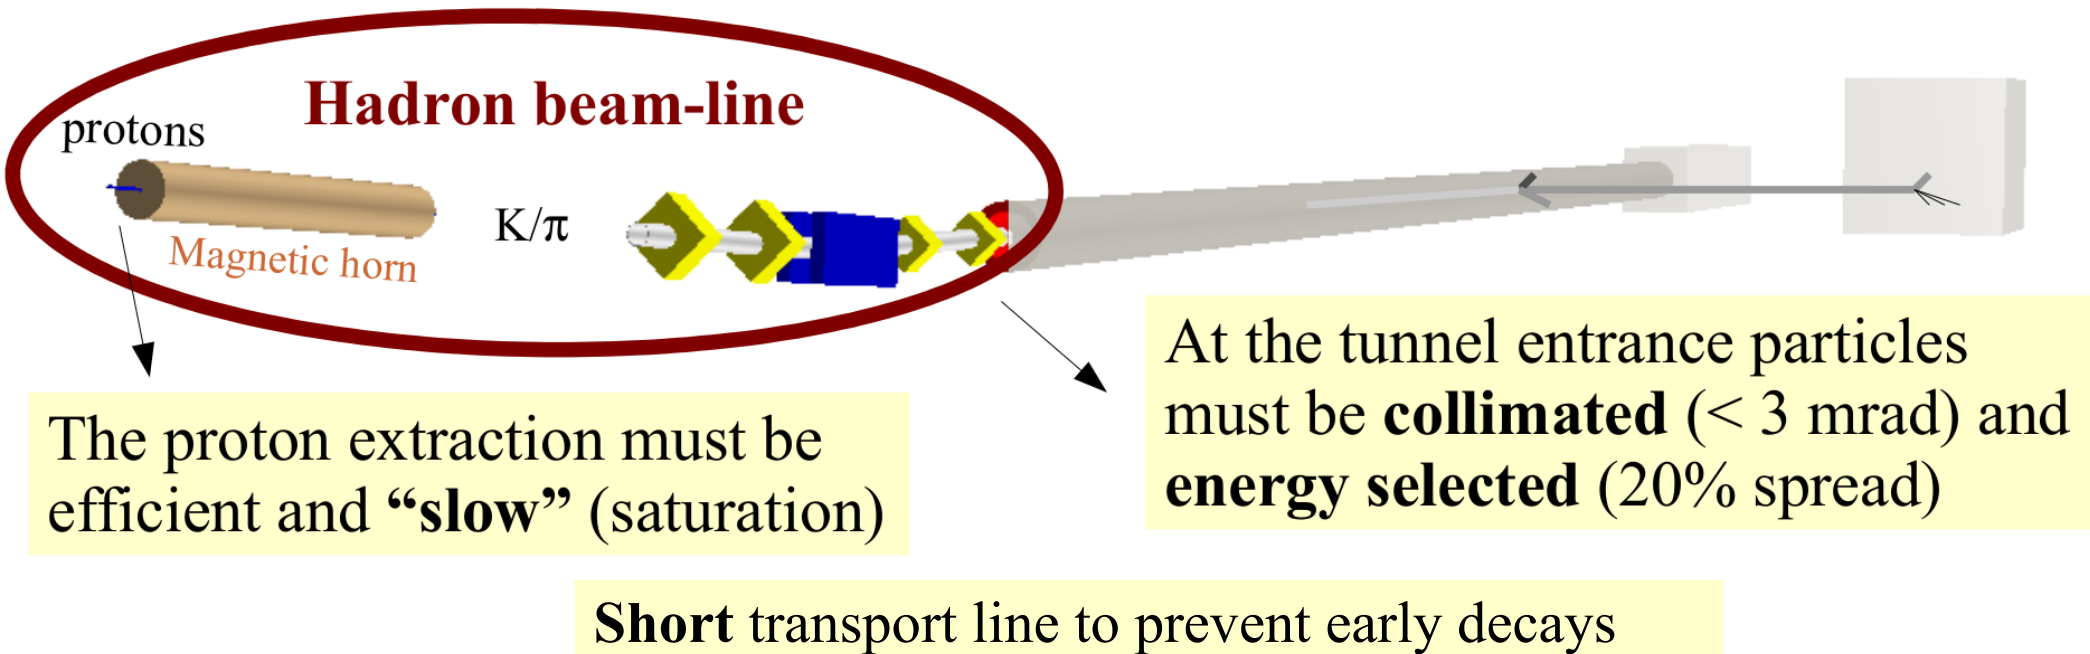 Hadron beam-line
protons
K/π
Magnetic horn
The proton extraction must be
efficient and “slow” (saturation)
At the tunnel entrance particles
must be collimated (< 3 mrad) and
energy selected (20% spread)
Short transport line to prevent early decays